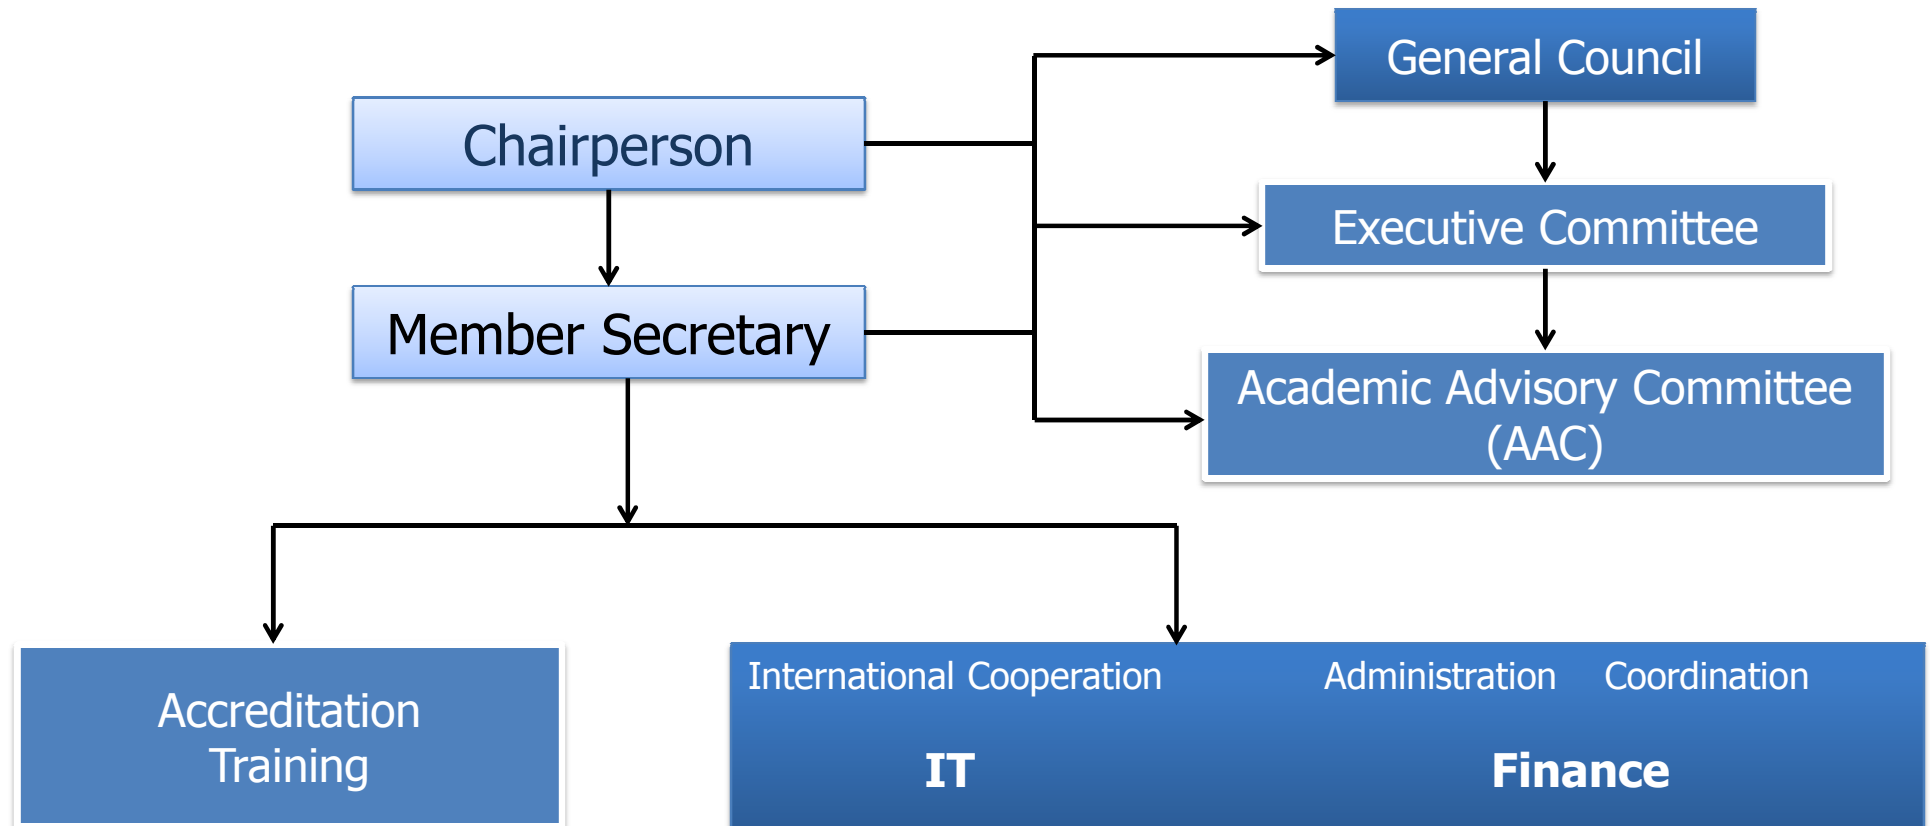 General Council
Chairperson
Executive Committee
Member Secretary
Academic Advisory Committee
(AAC)
Accreditation
Training
International Cooperation Administration Coordination
IT Finance